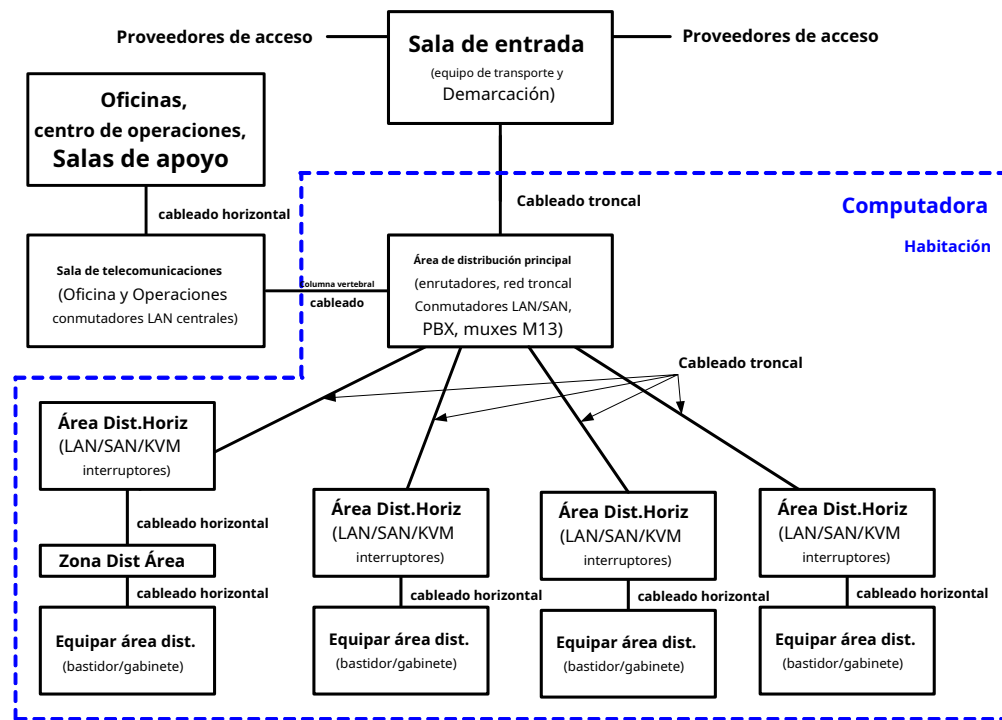 Proveedores de acceso
Sala de entrada
(equipo de transporte y
Demarcación)
Proveedores de acceso
Oficinas,
centro de operaciones,
Salas de apoyo
cableado horizontal
Cableado troncal
Computadora
Habitación
Sala de telecomunicaciones
(Oficina y Operaciones
conmutadores LAN centrales)
Columna vertebral
cableado
Área de distribución principal
(enrutadores, red troncal
Conmutadores LAN/SAN,
PBX, muxes M13)
Cableado troncal
Área Dist.Horiz
(LAN/SAN/KVM
interruptores)
cableado horizontal
Zona Dist Área
cableado horizontal
Equipar área dist.
(bastidor/gabinete)
Área Dist.Horiz
(LAN/SAN/KVM
interruptores)
cableado horizontal
Equipar área dist.
(bastidor/gabinete)
Área Dist.Horiz
(LAN/SAN/KVM
interruptores)
cableado horizontal
Equipar área dist.
(bastidor/gabinete)
Área Dist.Horiz
(LAN/SAN/KVM
interruptores)
cableado horizontal
Equipar área dist.
(bastidor/gabinete)